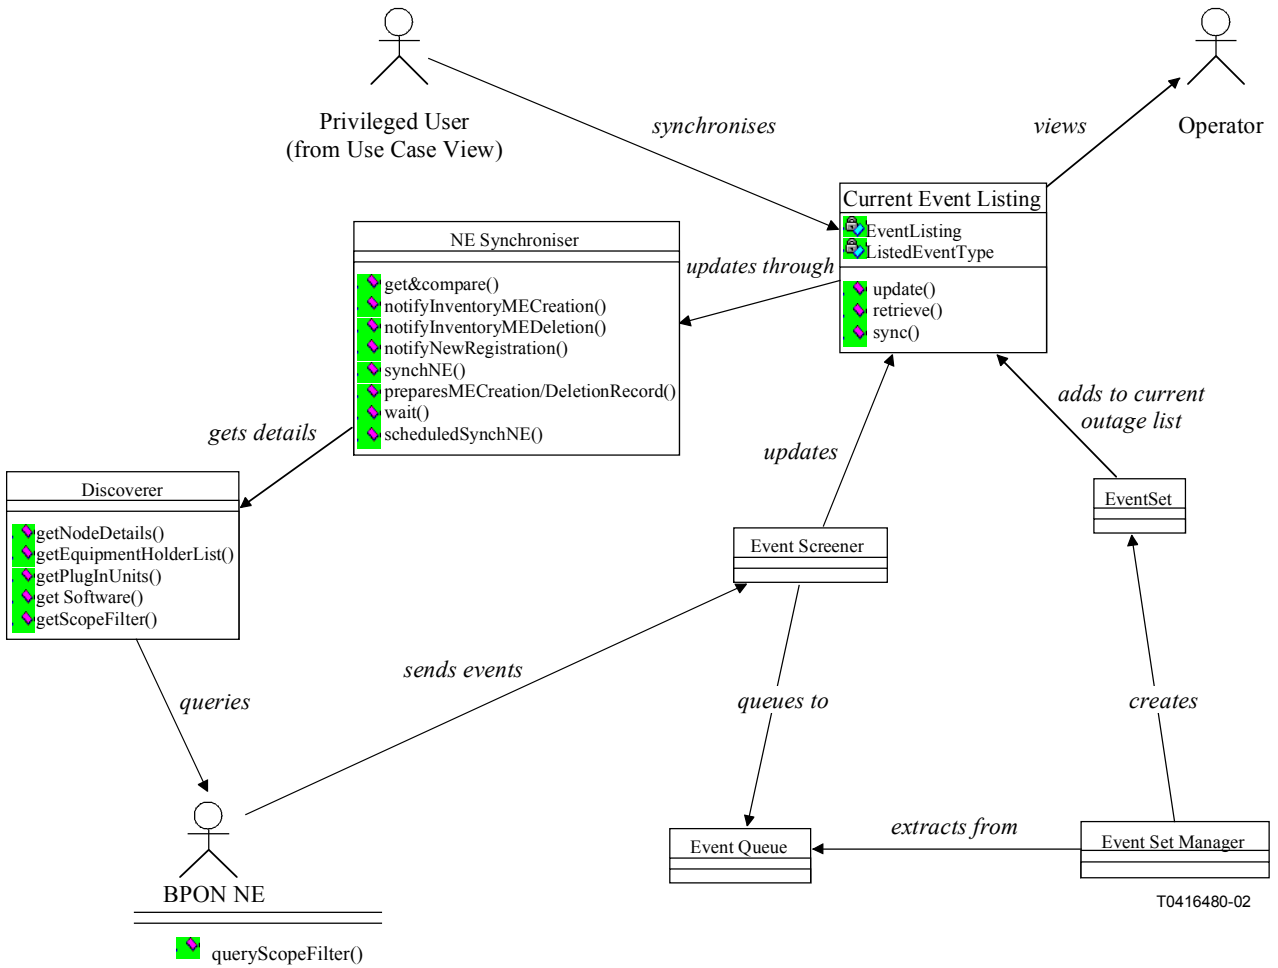 Privileged User
(from Use Case View)
synchronises
views
Operator
Current Event Listing
EventListing
ListedEventType
update()
retrieve()
sync()
NE Synchroniser
get&compare()
notifyInventoryMECreation()
notifyInventoryMEDeletion()
notifyNewRegistration()
synchNE()
preparesMECreation/DeletionRecord()
wait()
scheduledSynchNE()
updates through
gets details
adds to current
outage list
updates
Discoverer
getNodeDetails()
getEquipmentHolderList()
getPlugInUnits()
get Software()
getScopeFilter()
EventSet
Event Screener
sends events
queries
queues to
creates
BPON NE
queryScopeFilter()
Event Queue
extracts from
Event Set Manager
T0416480-02